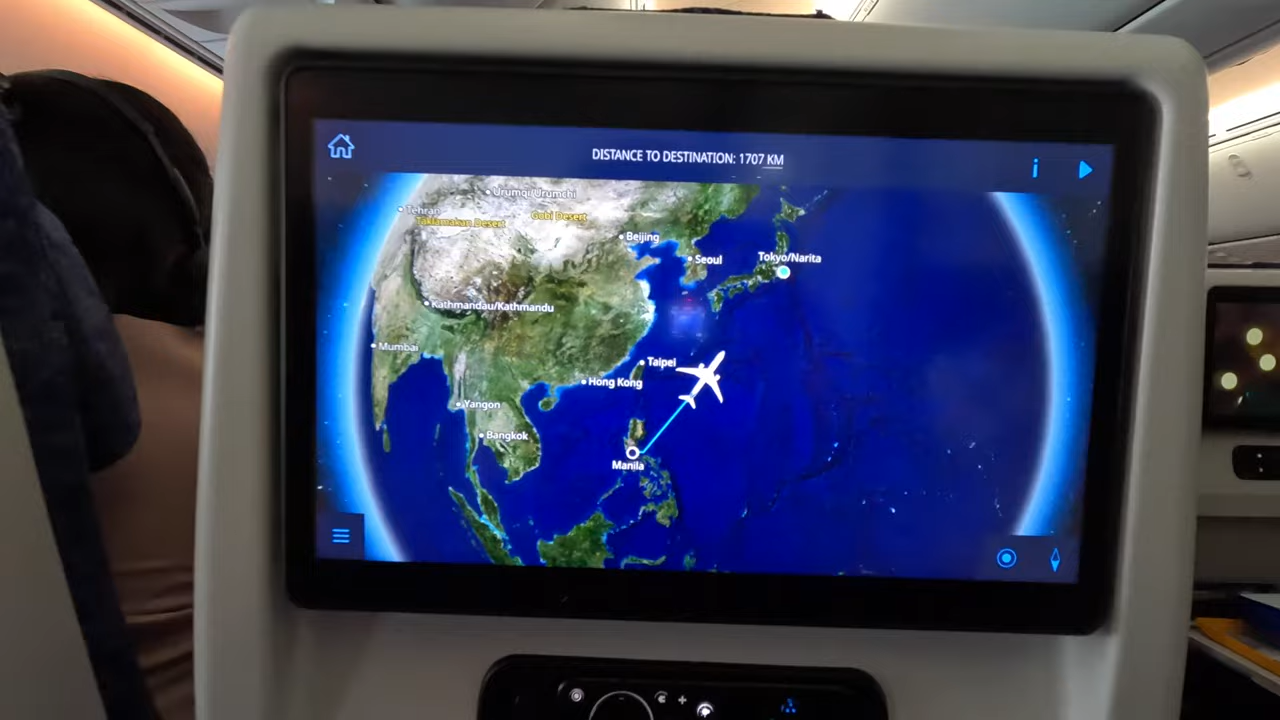 DISTANCE TO DESTINATION: 1707 KM
i
Urumqi/Urumchi
Tehran
Taklamakan Desert
Gobi Desert
Beijing
Seoul
Tokyo/Narita
Kathmandau/Kathmandu
Mumbai
Taipei
Hong Kong
Yangon
Bangkok
Manila